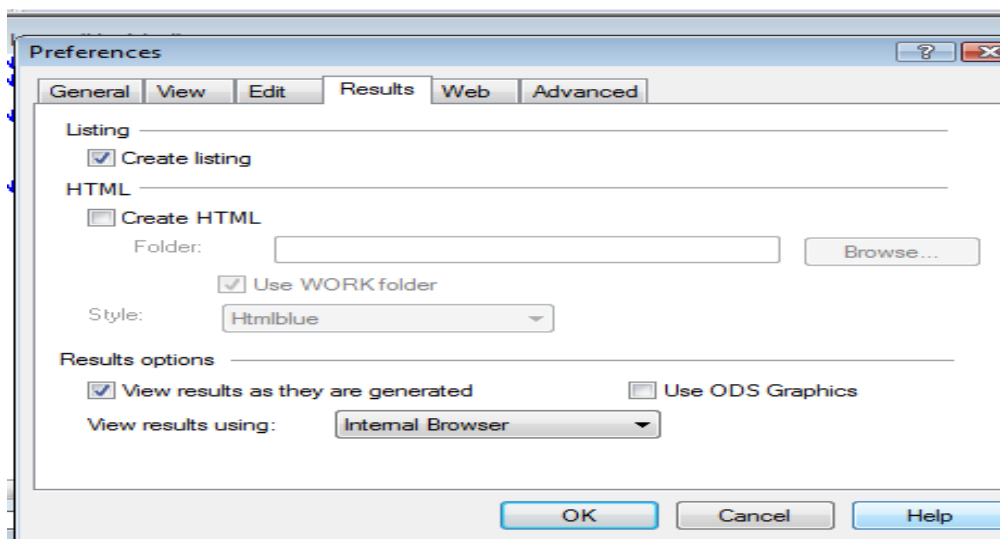 Preferences
General View Edit Results Web Advanced
Listing
Create listing
HTML
Create HTML
Folder: Browse...
Use WORK folder
Style: Htmlblue
Results options
View results as they are generated Use ODS Graphics
View results using: Internal Browser
OK Cancel Help